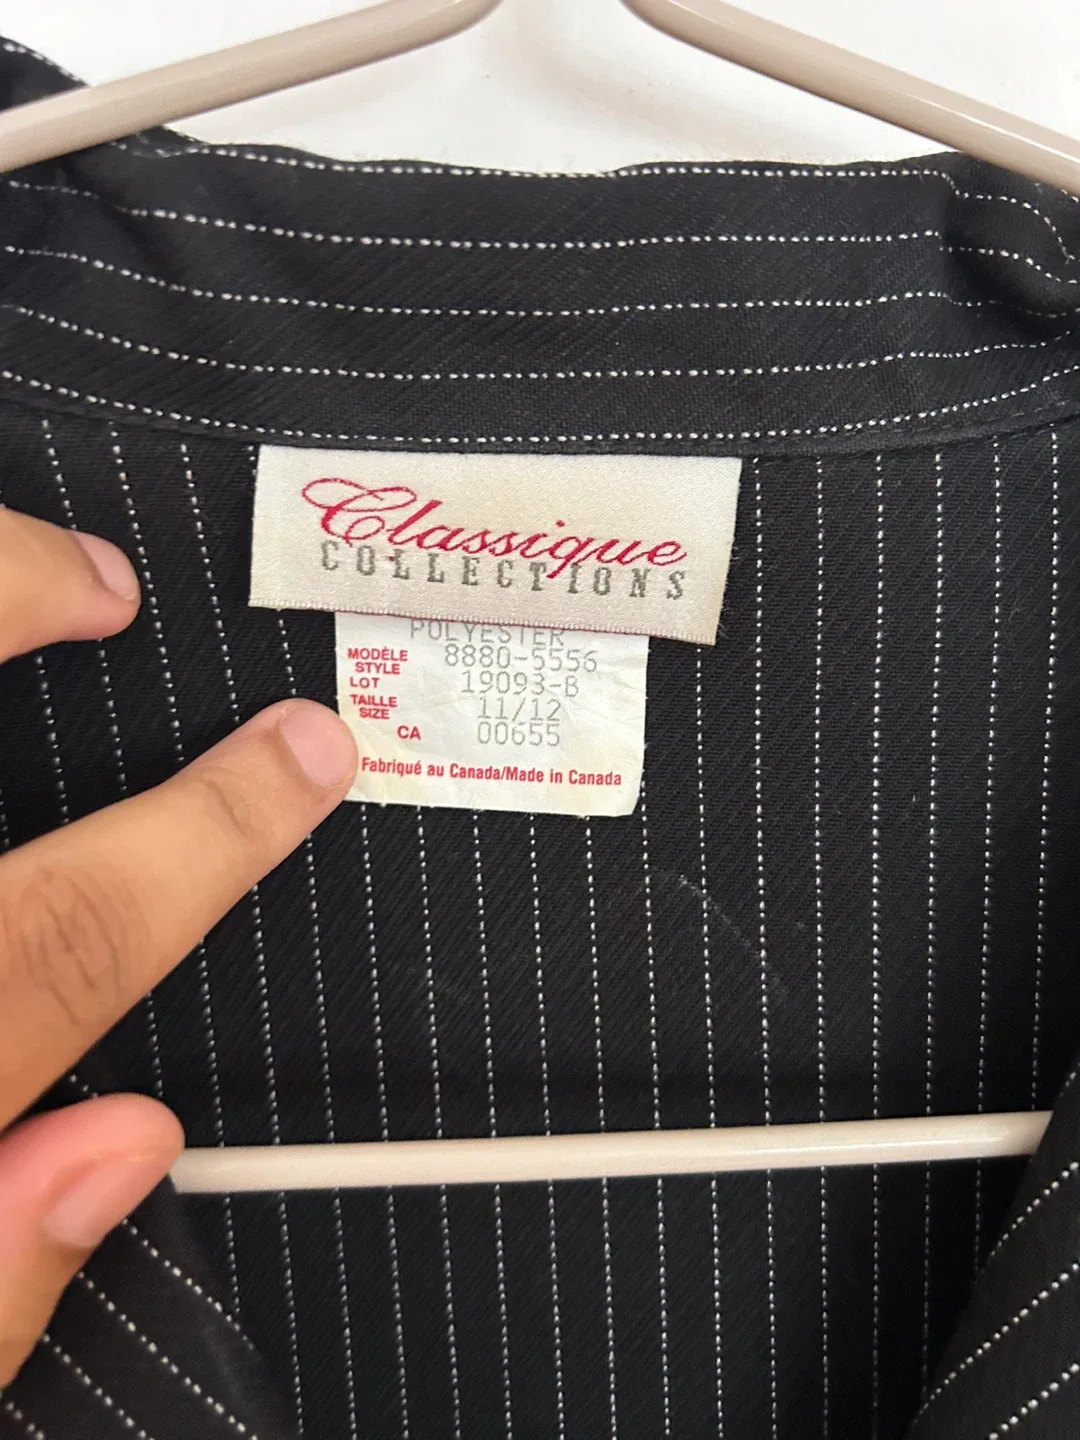 Classique
COLLECTIONS
POLYESTER
MODÈLE
STYLE 8880-5556
LOT 19093-B
TAILLE
SIZE 11/12
CA 00655
Fabriqué au Canada/Made in Canada